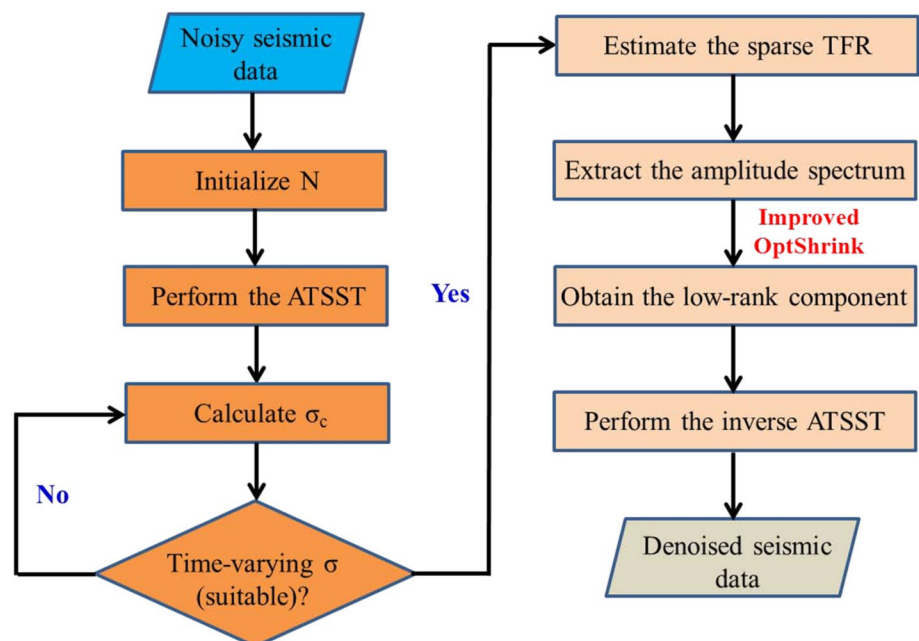 Noisy seismic
data
Initialize N
Perform the ATSST
Calculate σc
No
Time-varying σ
(suitable)?
Yes
Estimate the sparse TFR
Extract the amplitude spectrum
Improved
OptShrink
Obtain the low-rank component
Perform the inverse ATSST
Denoised seismic
data